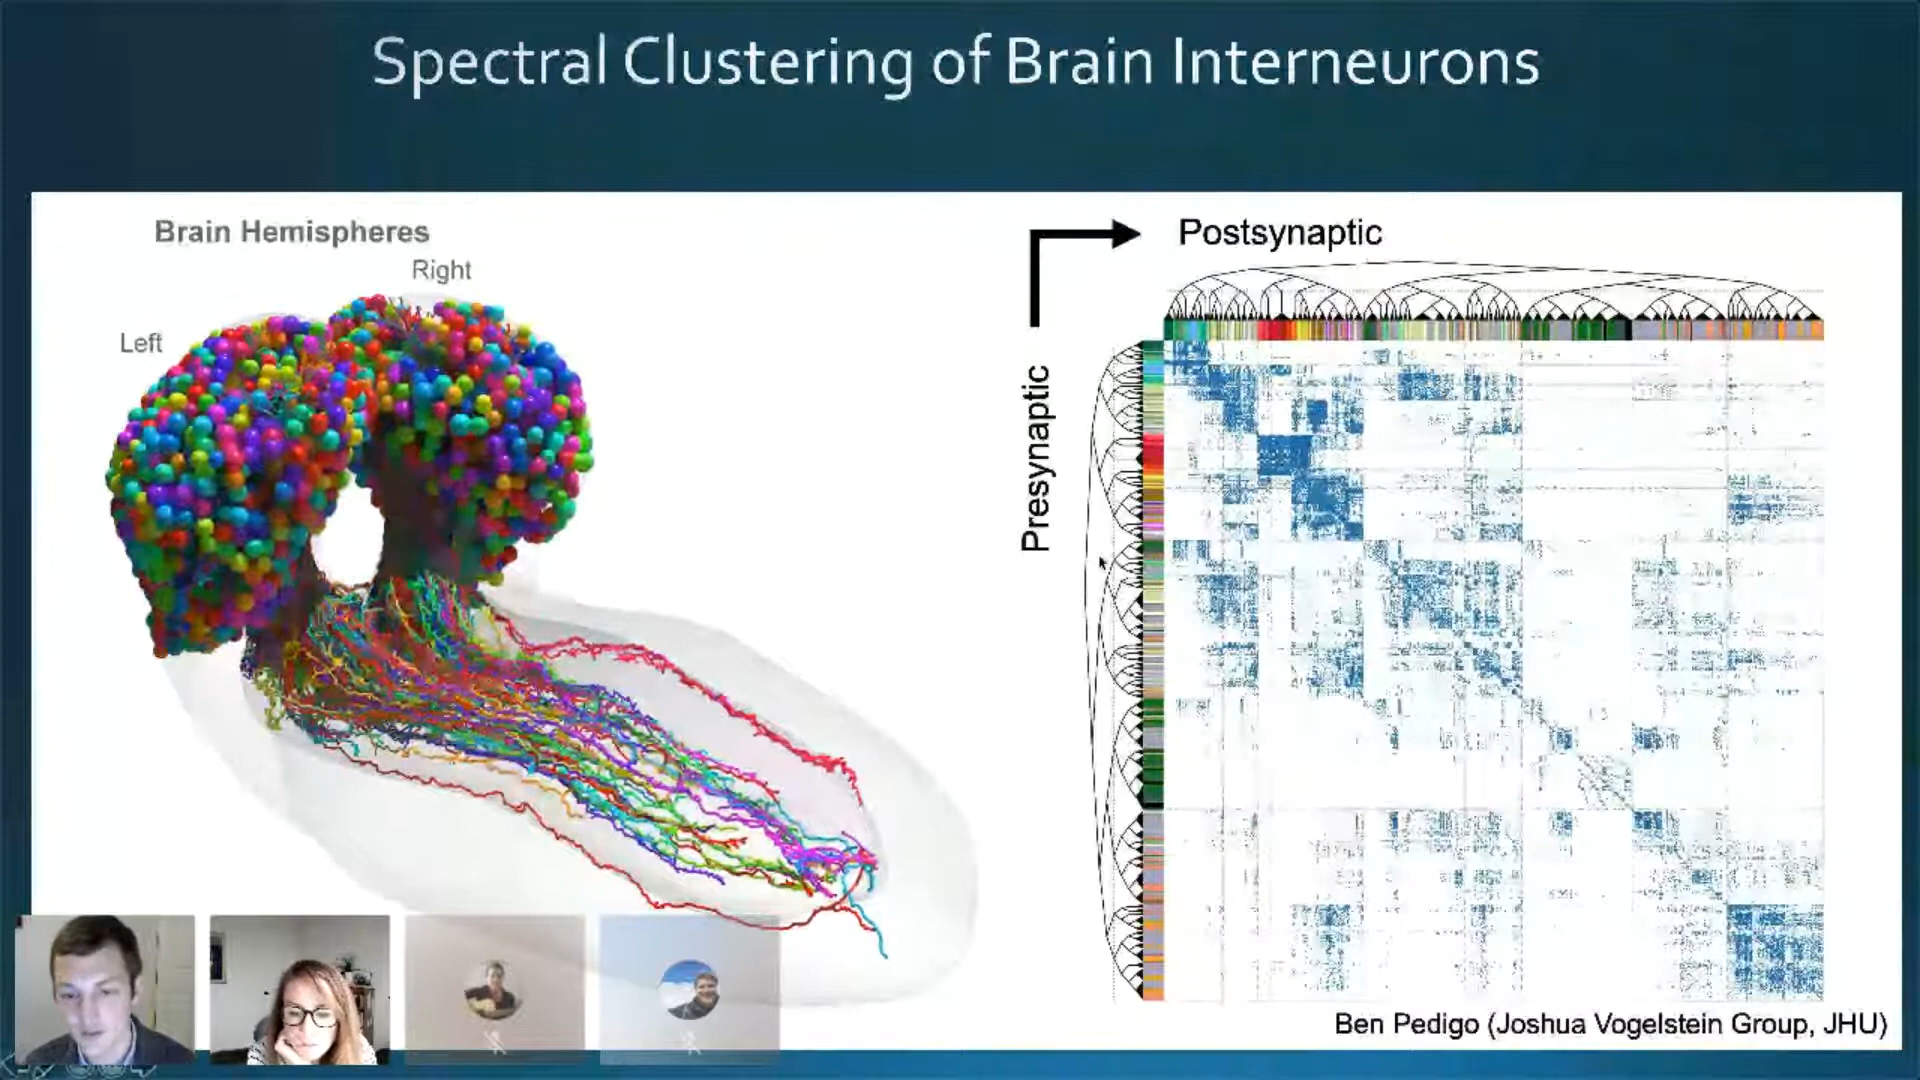 Spectral Clustering of Brain Interneurons
Brain Hemispheres
Right
Left
Postsynaptic
Presynaptic
Ben Pedigo (Joshua Vogelstein Group, JHU)